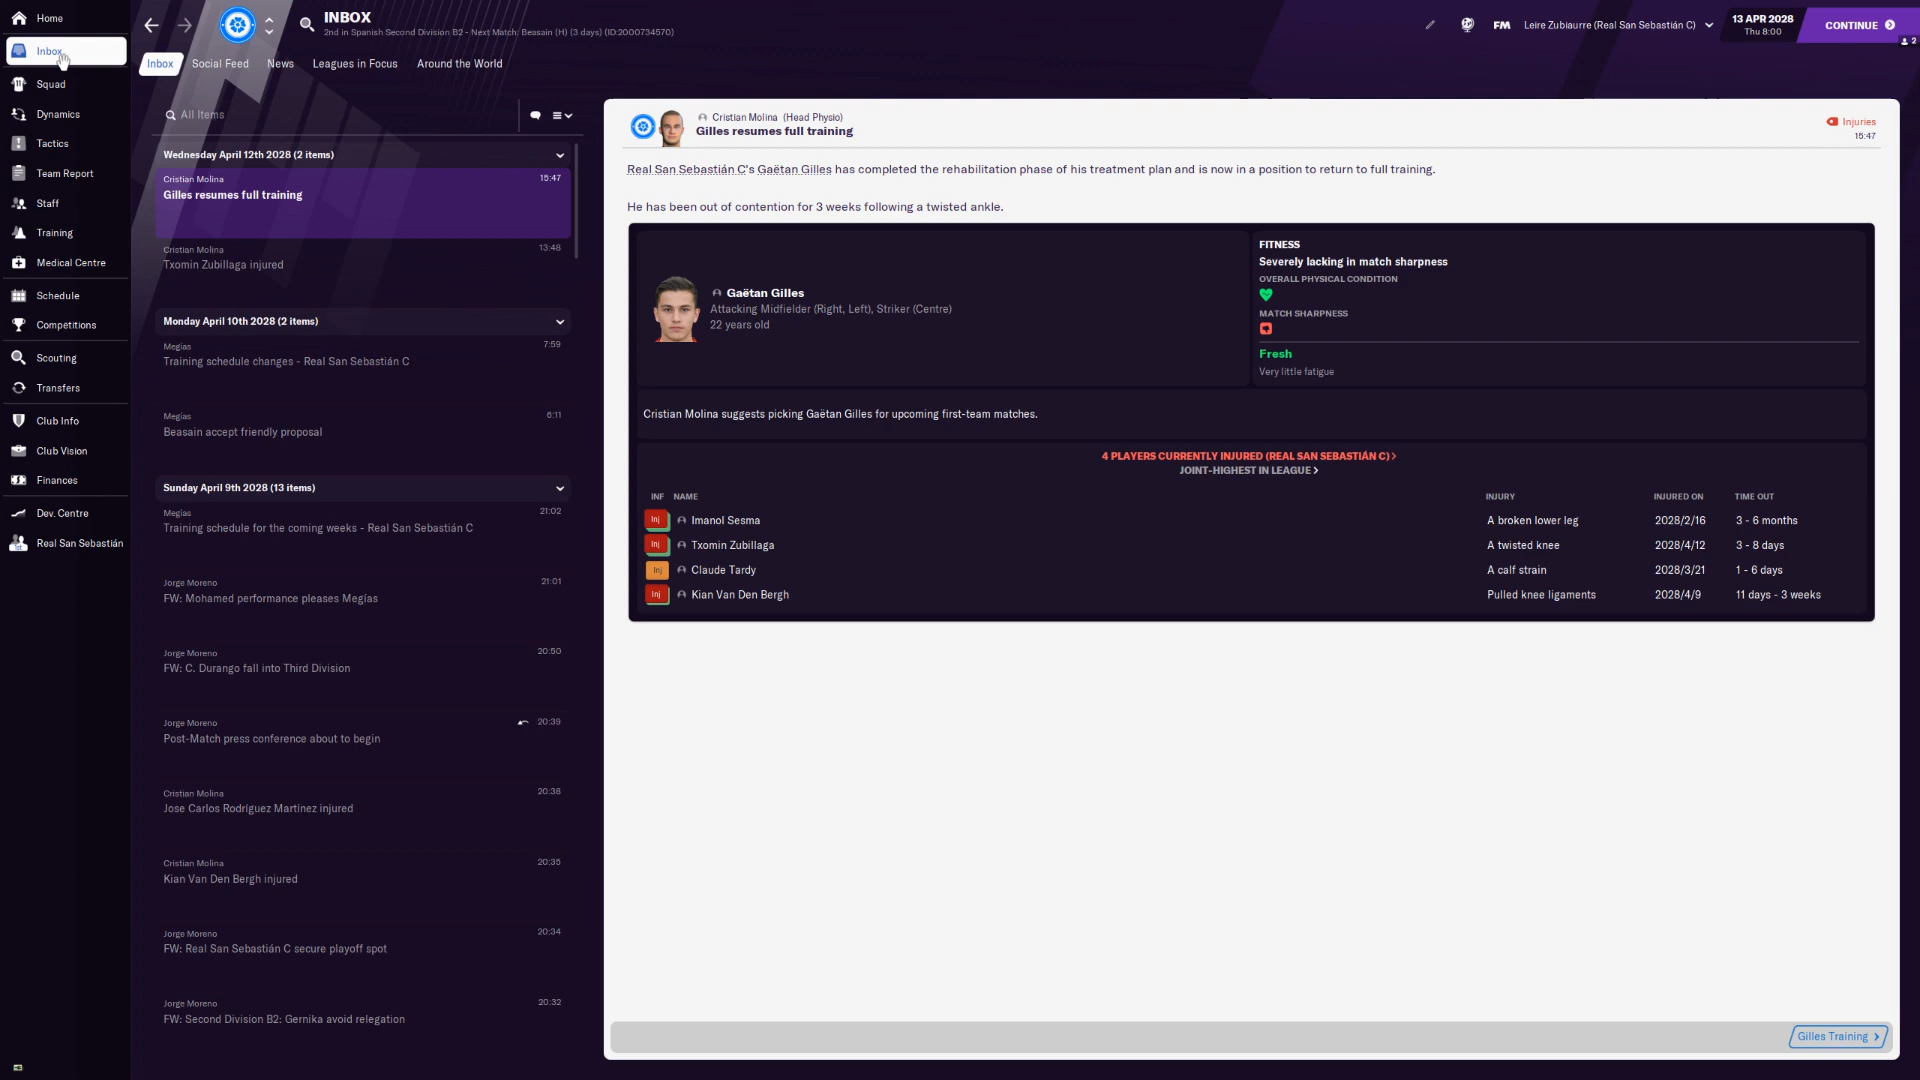 Home
Inbox
Squad
Dynamics
Tactics
Team Report
Staff
Training
Medical Centre
Schedule
Competitions
Scouting
Transfers
Club Info
Club Vision
Finances
Dev. Centre
Real San Sebastián
INBOX
2nd in Spanish Second Division B2 - Next Match: Beasain (H) (3 days) (ID:2000734570)
FM
Leire Zubiaurre (Real San Sebastián C)
13 APR 2028
Thu 8:00
CONTINUE
2
Inbox Social Feed News Leagues in Focus Around the World
All Items
Wednesday April 12th 2028 (2 items)
Cristian Molina 15:47
Gilles resumes full training
Cristian Molina 13:48
Txomin Zubillaga injured
Monday April 10th 2028 (2 items)
Megías 7:59
Training schedule changes - Real San Sebastián C
Megías 6:11
Beasain accept friendly proposal
Sunday April 9th 2028 (13 items)
Megías 21:02
Training schedule for the coming weeks - Real San Sebastián C
Jorge Moreno 21:01
FW: Mohamed performance pleases Megías
Jorge Moreno 20:50
FW: C. Durango fall into Third Division
Jorge Moreno 20:39
Post-Match press conference about to begin
Cristian Molina 20:38
Jose Carlos Rodríguez Martínez injured
Cristian Molina 20:35
Kian Van Den Bergh injured
Jorge Moreno 20:34
FW: Real San Sebastián C secure playoff spot
Jorge Moreno 20:32
FW: Second Division B2: Gernika avoid relegation
Cristian Molina (Head Physio)
Gilles resumes full training
Injuries
15:47
Real San Sebastián C's Gaëtan Gilles has completed the rehabilitation phase of his treatment plan and is now in a position to return to full training.
He has been out of contention for 3 weeks following a twisted ankle.
Gaëtan Gilles
Attacking Midfielder (Right, Left), Striker (Centre)
22 years old
FITNESS
Severely lacking in match sharpness
OVERALL PHYSICAL CONDITION
MATCH SHARPNESS
Fresh
Very little fatigue
Cristian Molina suggests picking Gaëtan Gilles for upcoming first-team matches.
4 PLAYERS CURRENTLY INJURED (REAL SAN SEBASTIÁN C)
JOINT-HIGHEST IN LEAGUE
INF NAME INJURY INJURED ON TIME OUT
Inj Imanol Sesma A broken lower leg 2028/2/16 3 - 6 months
Inj Txomin Zubillaga A twisted knee 2028/4/12 3 - 8 days
Inj Claude Tardy A calf strain 2028/3/21 1 - 6 days
Inj Kian Van Den Bergh Pulled knee ligaments 2028/4/9 11 days - 3 weeks
Gilles Training